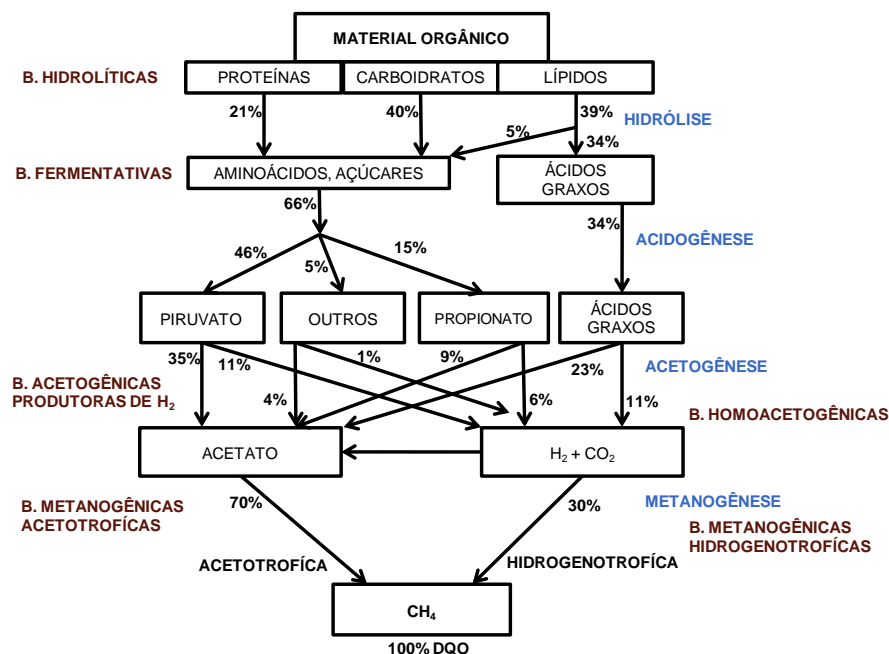 MATERIAL ORGÂNICO
B. HIDROLÍTICAS
PROTEÍNAS
CARBOIDRATOS
LÍPIDOS
21%
40%
39%
HIDRÓLISE
5%
34%
B. FERMENTATIVAS
AMINOÁCIDOS, AÇÚCARES
ÁCIDOS
GRAXOS
66%
34%
ACIDOGÊNESE
46%
5%
15%
PIRUVATO
OUTROS
PROPIONATO
ÁCIDOS
GRAXOS
35%
11%
1%
9%
23%
ACETOGÊNESE
B. ACETOGÊNICAS
PRODUTORAS DE H₂
4%
6%
11%
B. HOMOACETOGÊNICAS
ACETATO
H₂ + CO₂
B. METANOGÊNICAS
ACETOTROFÍCAS
70%
30%
METANOGÊNESE
B. METANOGÊNICAS
HIDROGENOTROFÍCAS
ACETOTROFÍCA
HIDROGENOTROFÍCA
CH₄
100% DQO